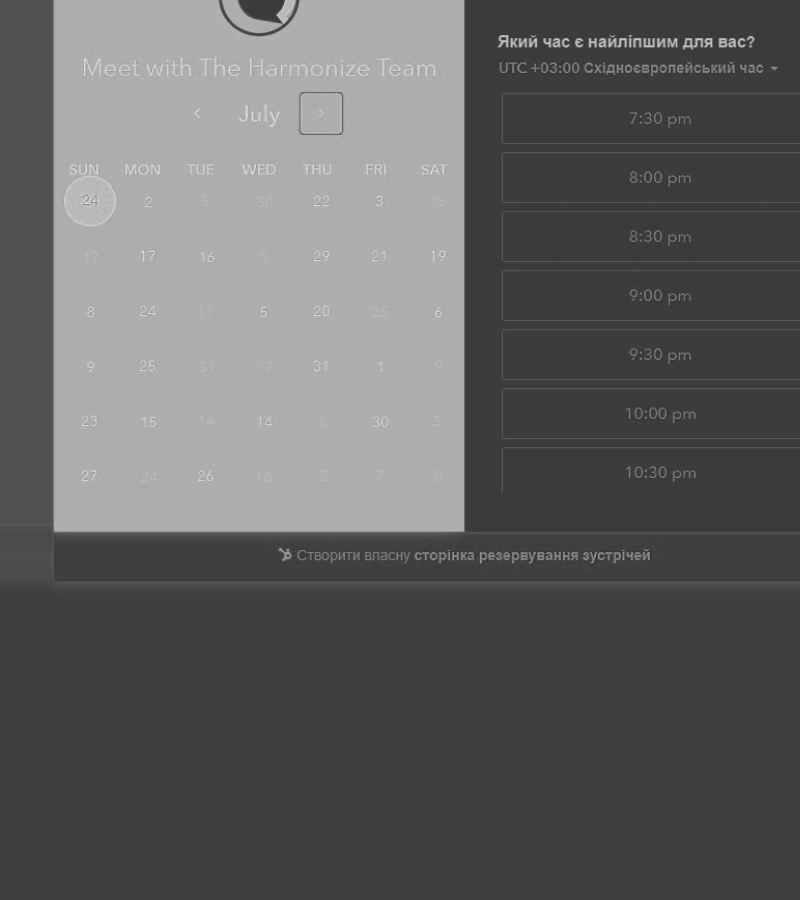 Meet with The Harmonize Team
July
SUN MON TUE WED THU FRI SAT
24 2 5 30 22 3 16
17 17 16 5 29 21 19
8 24 11 5 20 25 6
9 25 31 17 31 1 9
23 15 14 14 4 30 5
27 24 26 18 2 7 8
Який час є найліпшим для вас?
UTC +03:00 Східноєвропейський час
7:30 pm
8:00 pm
8:30 pm
9:00 pm
9:30 pm
10:00 pm
10:30 pm
Створити власну сторінка резервування зустрічей